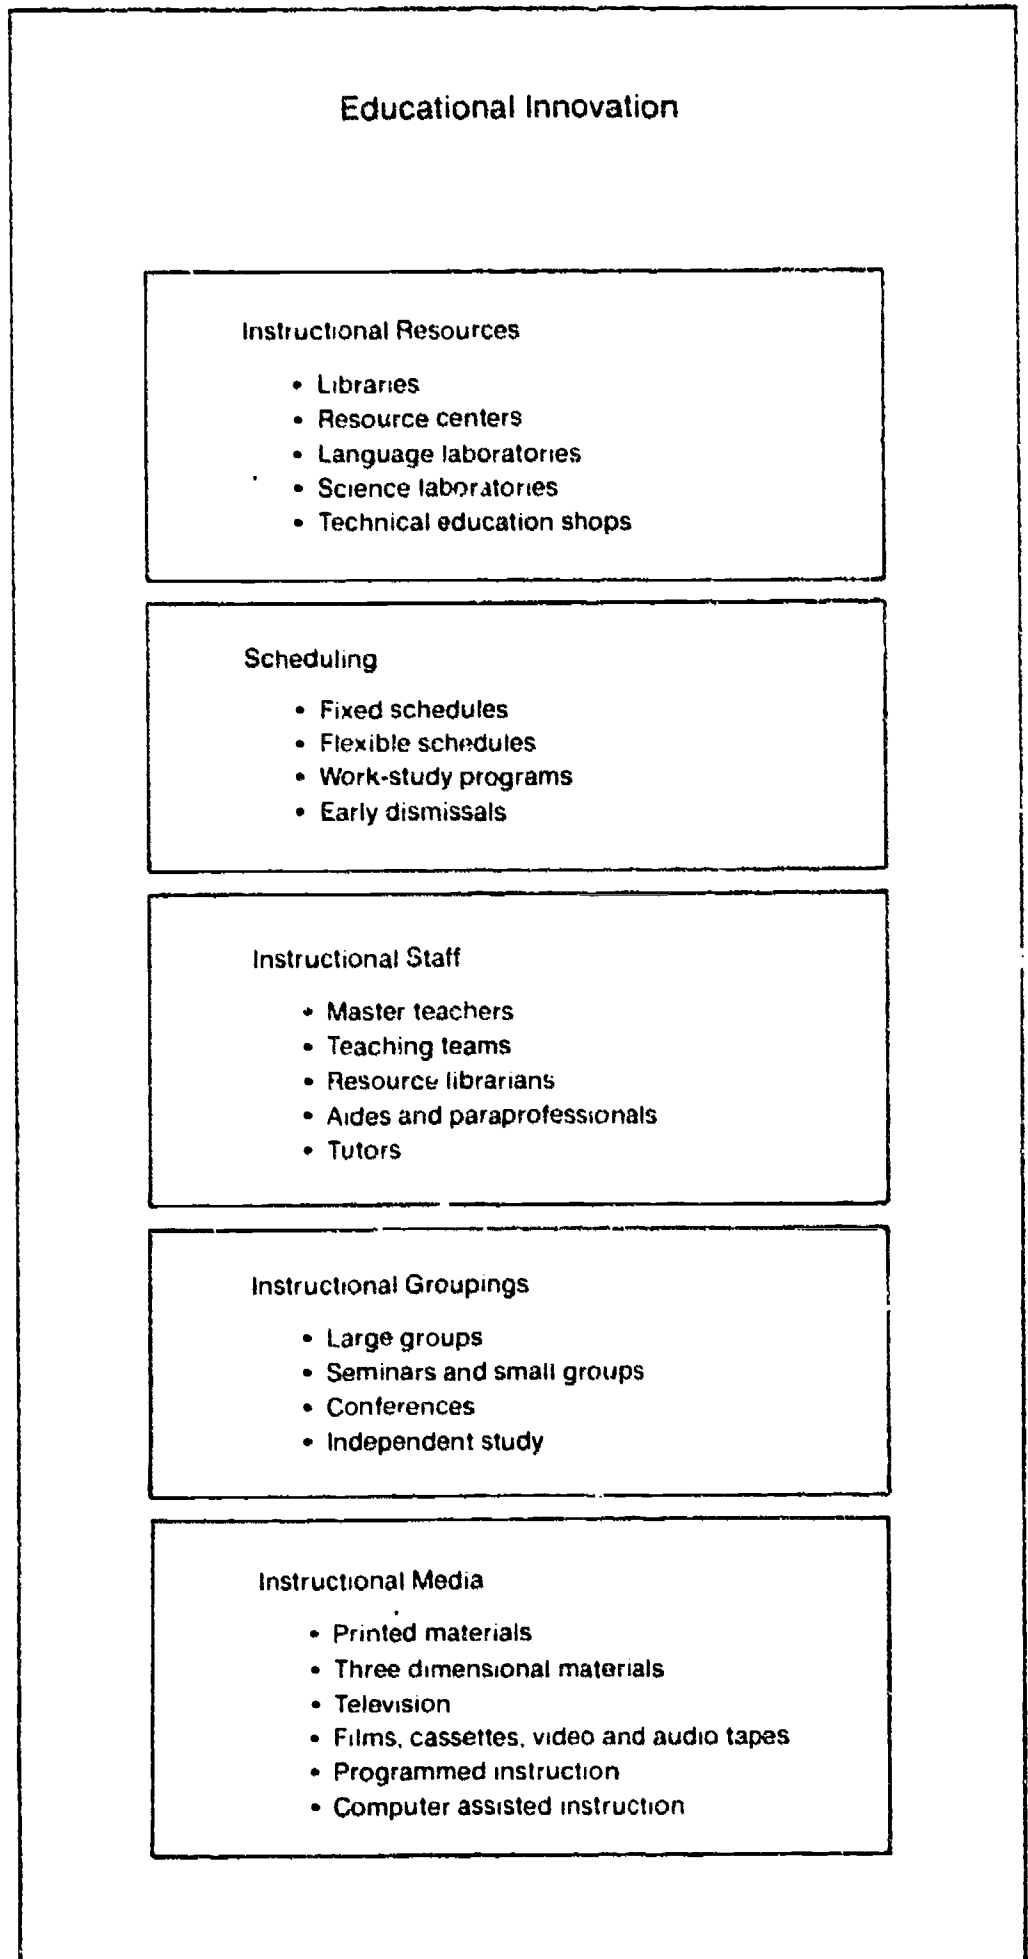 Educational Innovation
Instructional Resources
• Libraries
• Resource centers
• Language laboratories
• Science laboratories
• Technical education shops
Scheduling
• Fixed schedules
• Flexible schedules
• Work-study programs
• Early dismissals
Instructional Staff
• Master teachers
• Teaching teams
• Resource librarians
• Aides and paraprofessionals
• Tutors
Instructional Groupings
• Large groups
• Seminars and small groups
• Conferences
• Independent study
Instructional Media
• Printed materials
• Three dimensional materials
• Television
• Films, cassettes, video and audio tapes
• Programmed instruction
• Computer assisted instruction